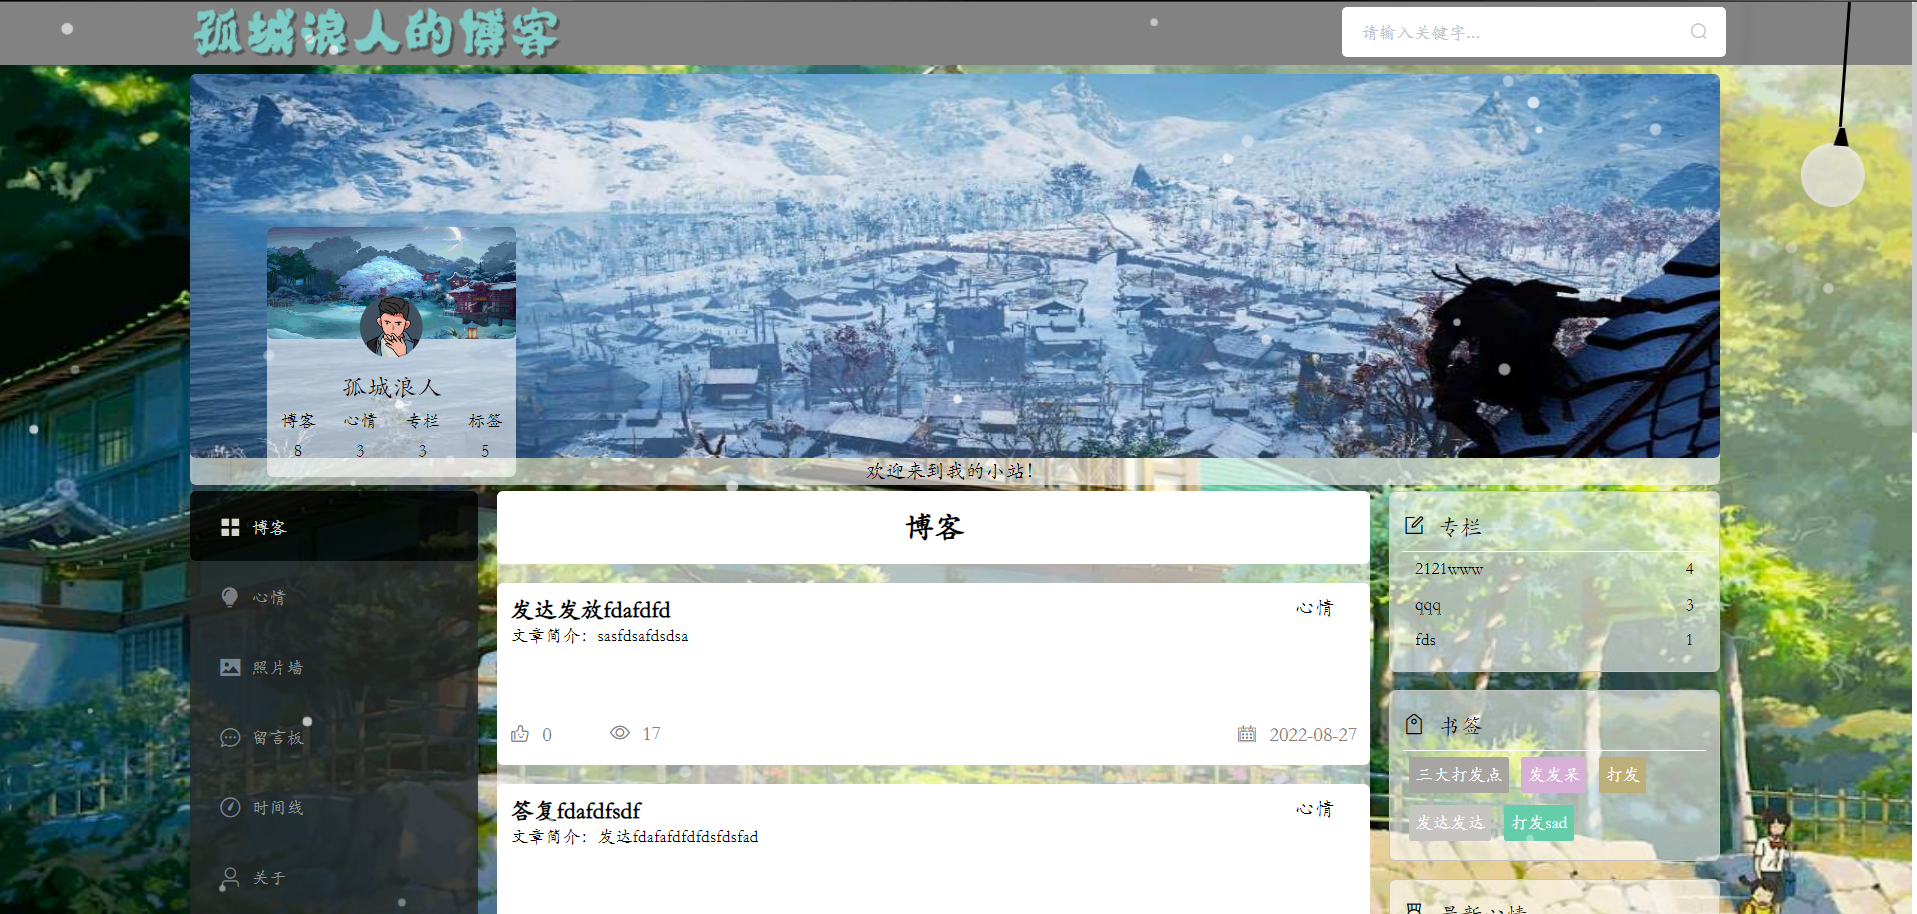 孤城浪人的博客
请输入关键字...
孤城浪人
博客 心情 专栏 标签
8 3 3 5
欢迎来到我的小站!
博客
心情
照片墙
留言板
时间线
关于
博客
发达发放fdafdfd 心情
文章简介：sasfdsafdsdsa
0 17 2022-08-27
答复fdafdfsdf 心情
文章简介：发达fdafafdfdfdsfdsfad
专栏
2121www 4
qqq 3
fds 1
书签
三大打发点 发发呆 打发
发达发达 打发sad
最新心情